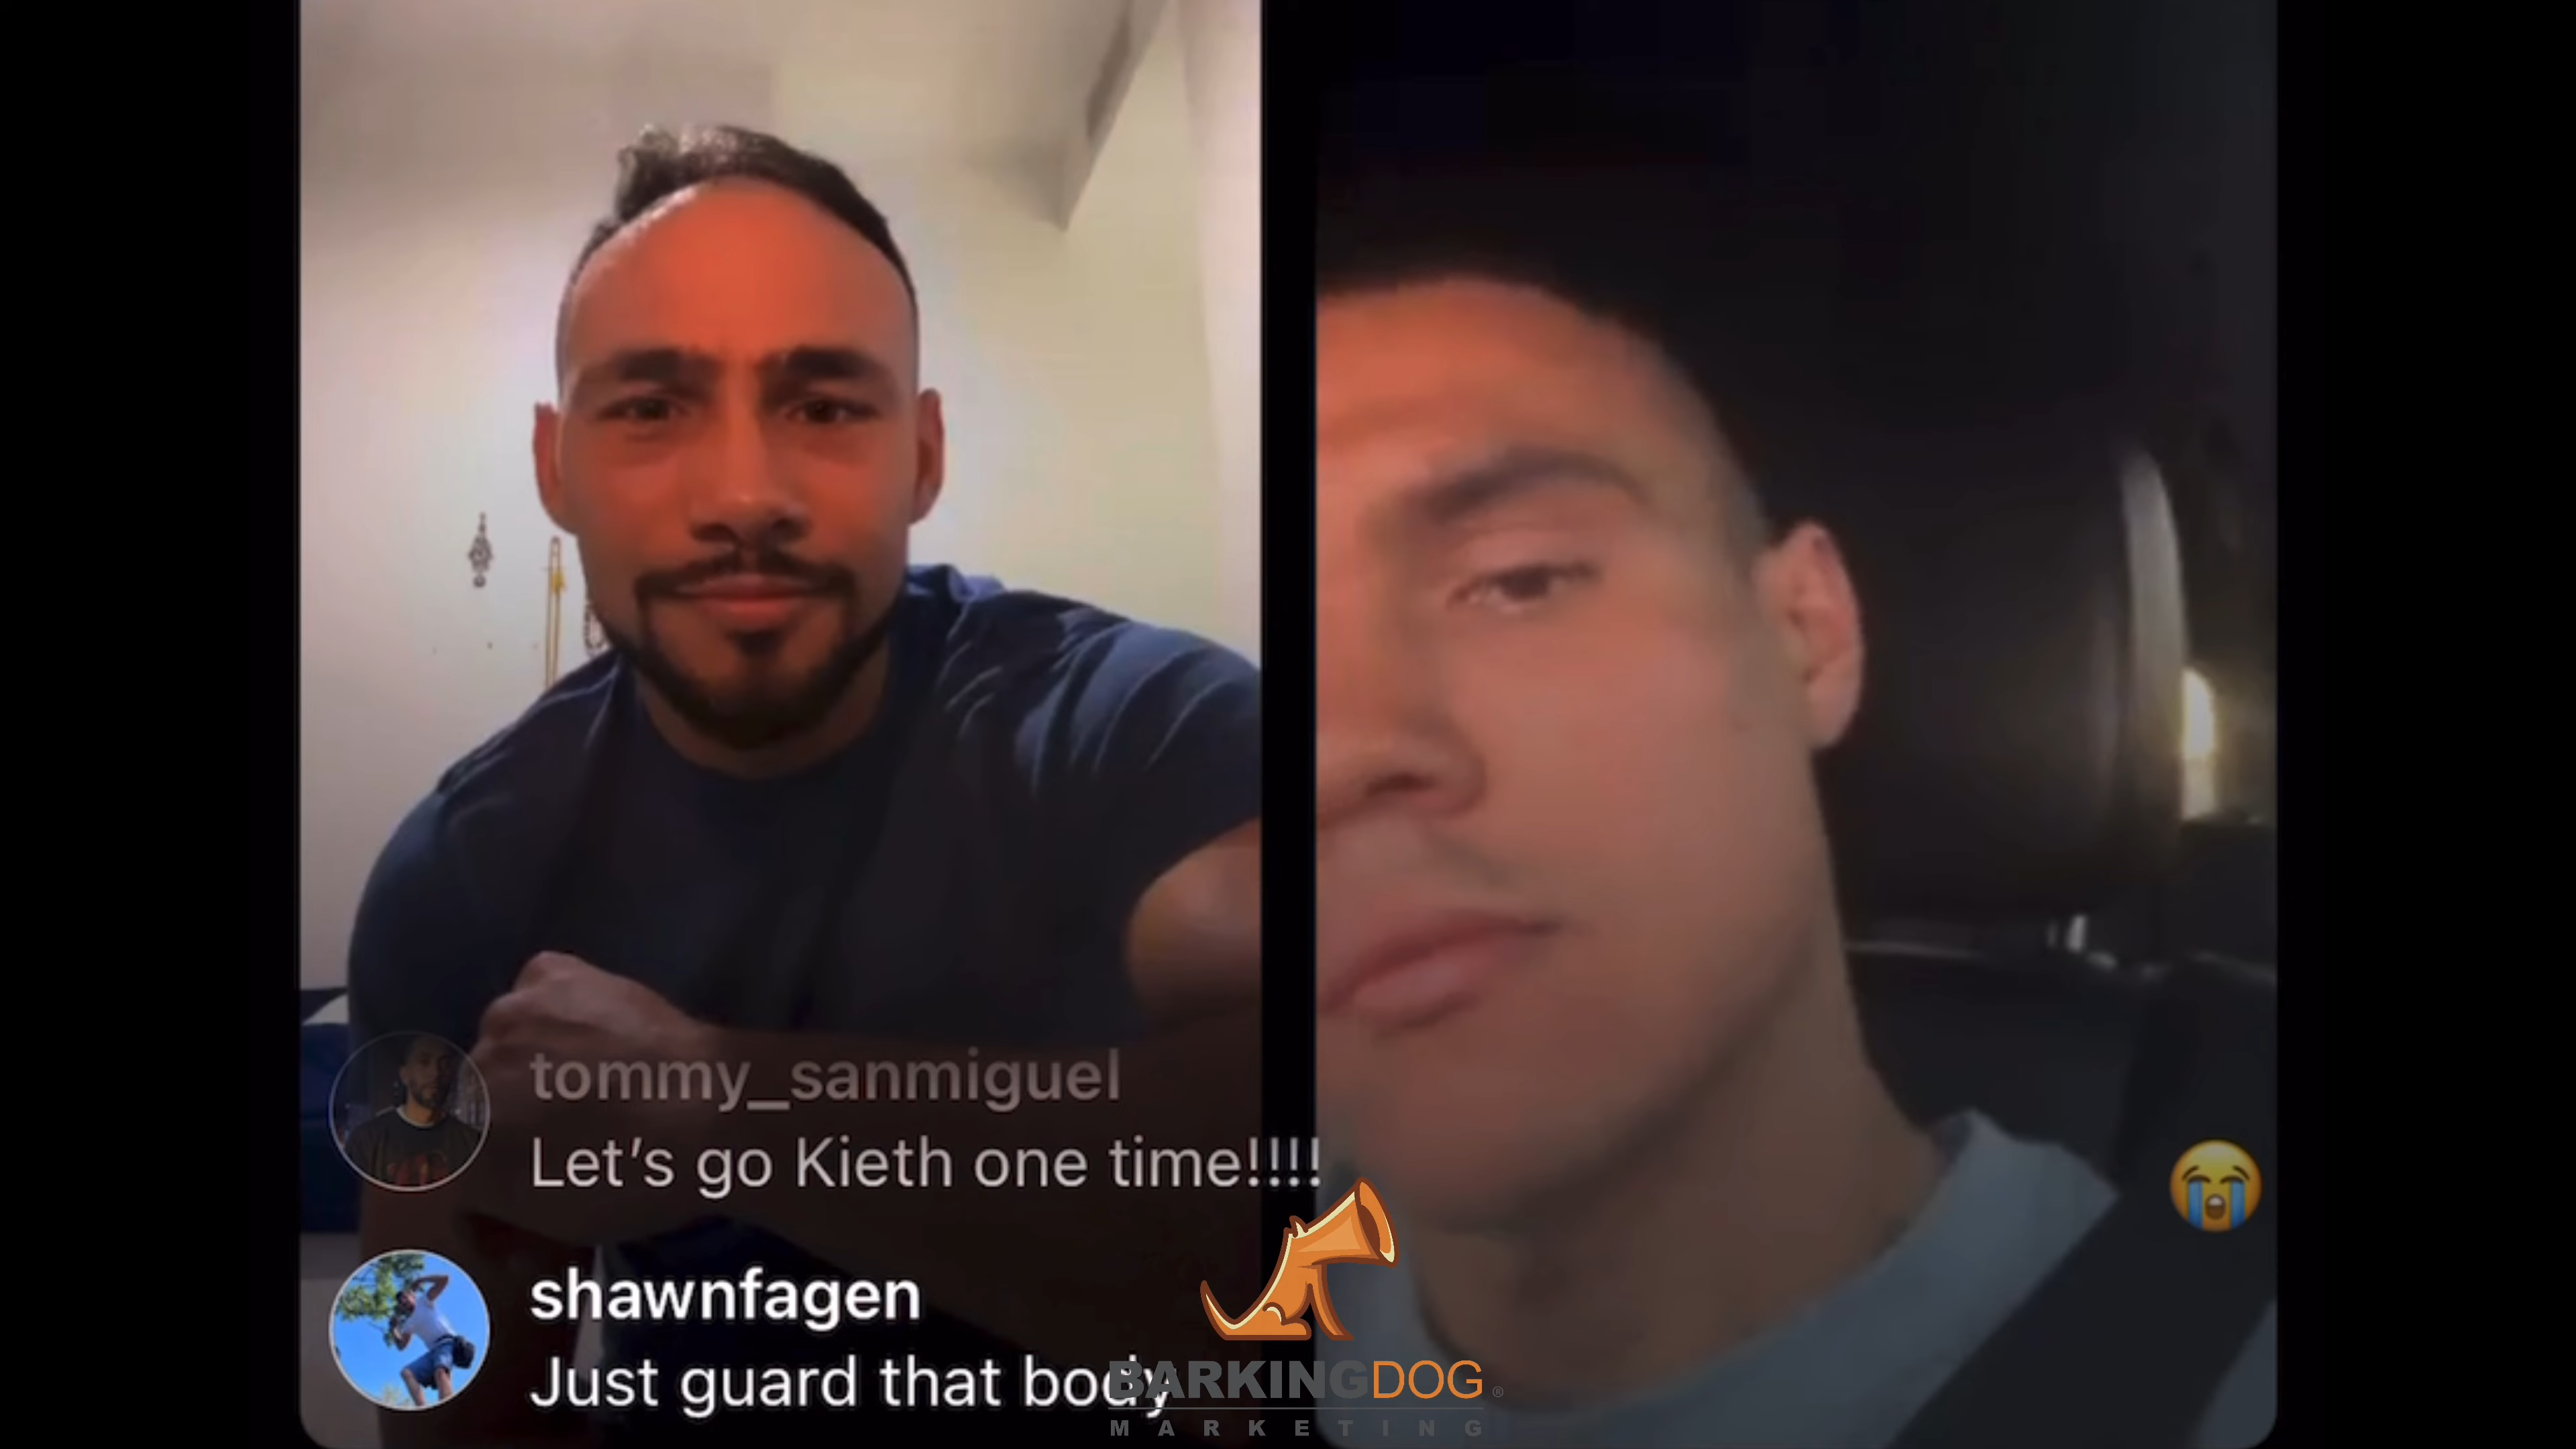 tommy_sanmiguel
Let's go Kieth one time!!!!
shawnfagen
Just guard that body
BARKINGDOG®
MARKETING